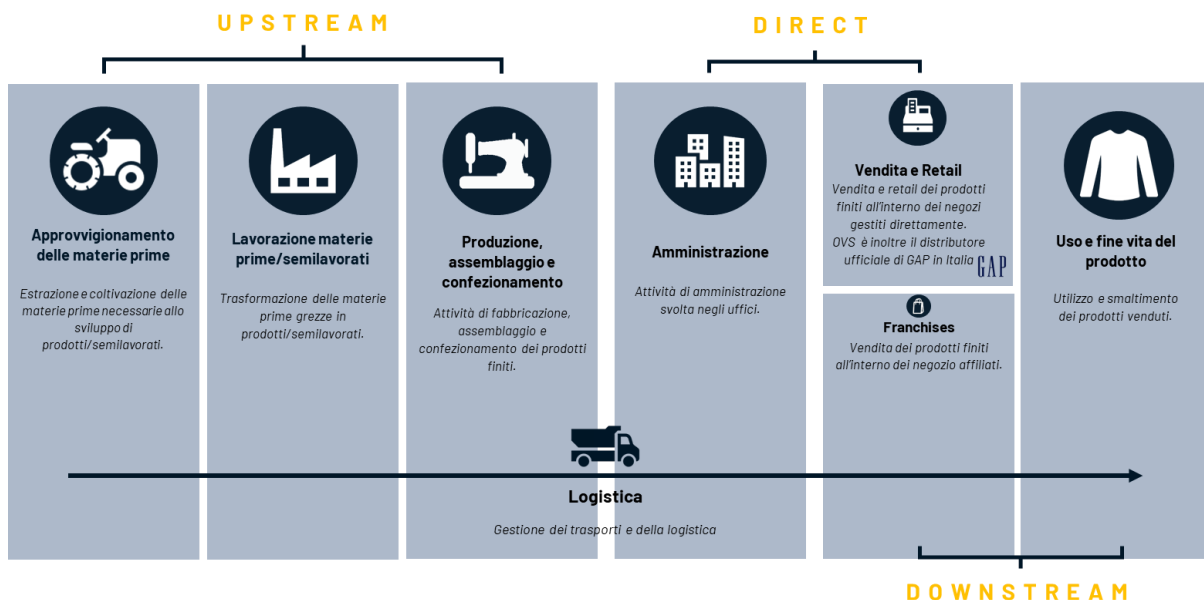 UPSTREAM
DIRECT
Approvvigionamento
delle materie prime
Estrazione e coltivazione delle
materie prime necessarie allo
sviluppo di
prodotti/semilavorati.
Lavorazione materie
prime/semilavorati
Trasformazione delle materie
prime grezze in
prodotti/semilavorati.
Produzione,
assemblaggio e
confezionamento
Attività di fabbricazione,
assemblaggio e
confezionamento dei prodotti
finiti.
Amministrazione
Attività di amministrazione
svolta negli uffici.
Vendita e Retail
Vendita e retail dei prodotti
finiti all'interno dei negozi
gestiti direttamente.
OVS è inoltre il distributore
ufficiale di GAP in Italia
GAP
Franchises
Vendita dei prodotti finiti
all'interno dei negozio affiliati.
Uso e fine vita del
prodotto
Utilizzo e smaltimento
dei prodotti venduti.
Logistica
Gestione dei trasporti e della logistica
DOWNSTREAM